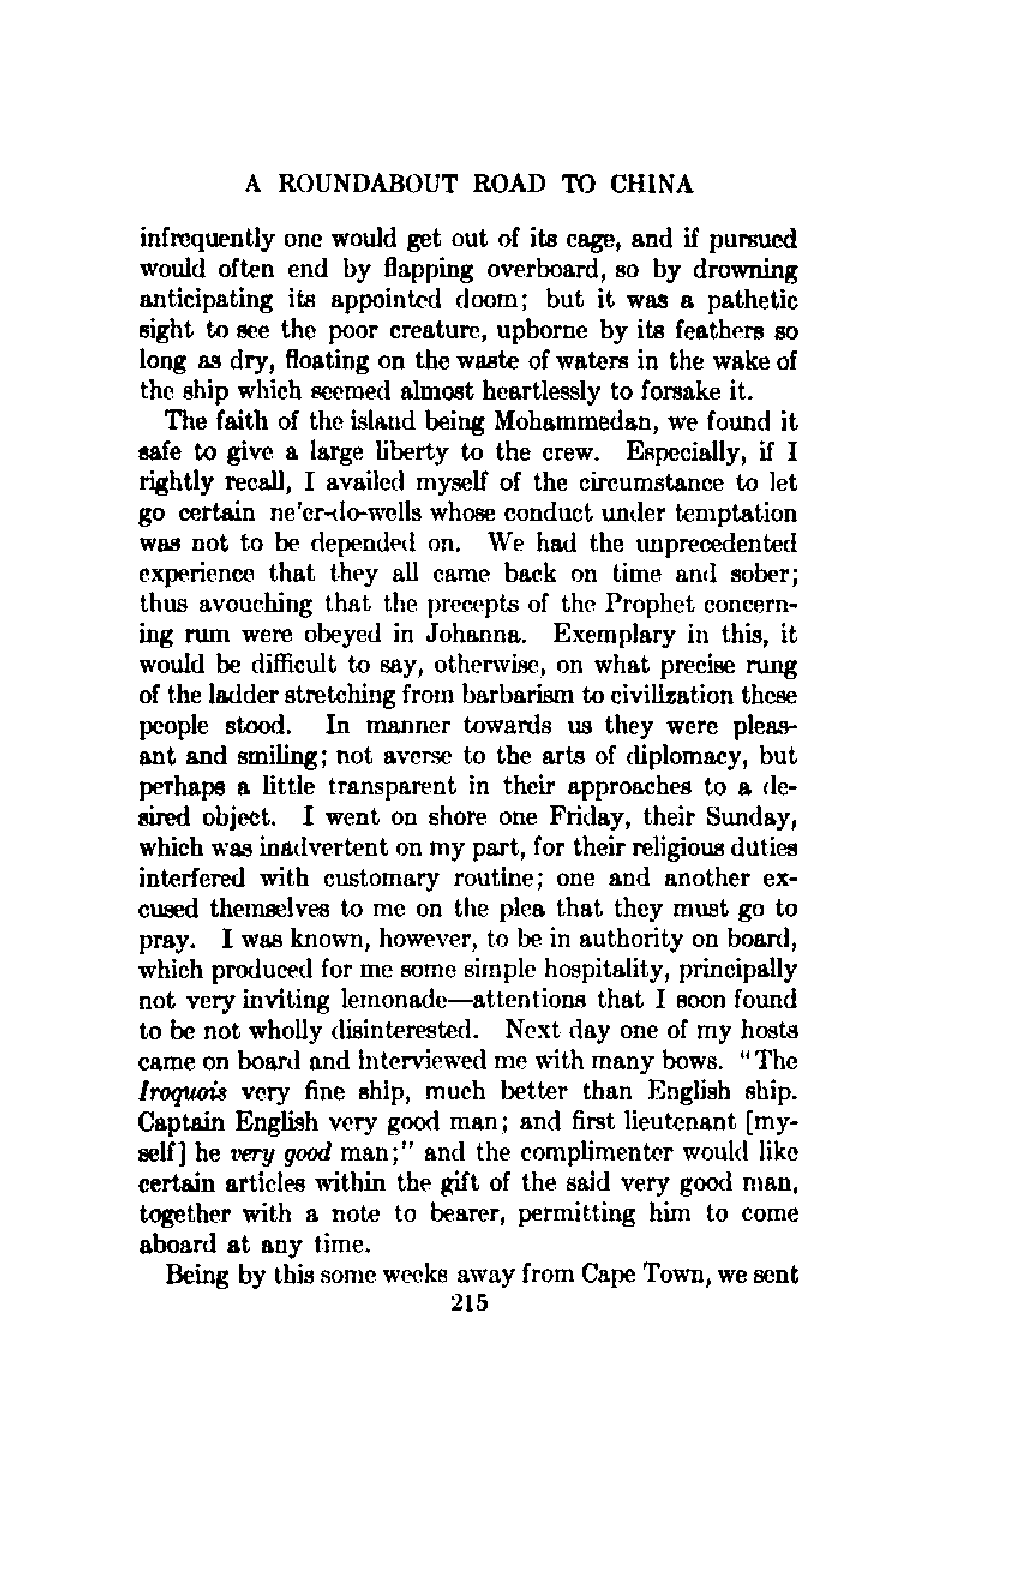 A ROUNDABOUT ROAD TO CHINA
infrequently one would get out of its cage, and if pursued
would often end by flapping overboard, so by drowning
anticipating its appointed doom; but it was a pathetic
sight to see the poor creature, upborne by its feathers so
long as dry, floating on the waste of waters in the wake of
the ship which seemed almost heartlessly to forsake it.
The faith of the island being Mohammedan, we found it
safe to give a large liberty to the crew. Especially, if I
rightly recall, I availed myself of the circumstance to let
go certain ne'er-do-wells whose conduct under temptation
was not to be depended on. We had the unprecedented
experience that they all came back on time and sober;
thus avouching that the precepts of the Prophet concern-
ing rum were obeyed in Johanna. Exemplary in this, it
would be difficult to say, otherwise, on what precise rung
of the ladder stretching from barbarism to civilization these
people stood. In manner towards us they were pleas-
ant and smiling; not averse to the arts of diplomacy, but
perhaps a little transparent in their approaches to a de-
sired object. I went on shore one Friday, their Sunday,
which was inadvertent on my part, for their religious duties
interfered with customary routine; one and another ex-
cused themselves to me on the plea that they must go to
pray. I was known, however, to be in authority on board,
which produced for me some simple hospitality, principally
not very inviting lemonade—attentions that I soon found
to be not wholly disinterested. Next day one of my hosts
came on board and interviewed me with many bows. "The
Iroquois very fine ship, much better than English ship.
Captain English very good man; and first lieutenant [my-
self] he very good man;" and the complimenter would like
certain articles within the gift of the said very good man,
together with a note to bearer, permitting him to come
aboard at any time.
Being by this some weeks away from Cape Town, we sent
215